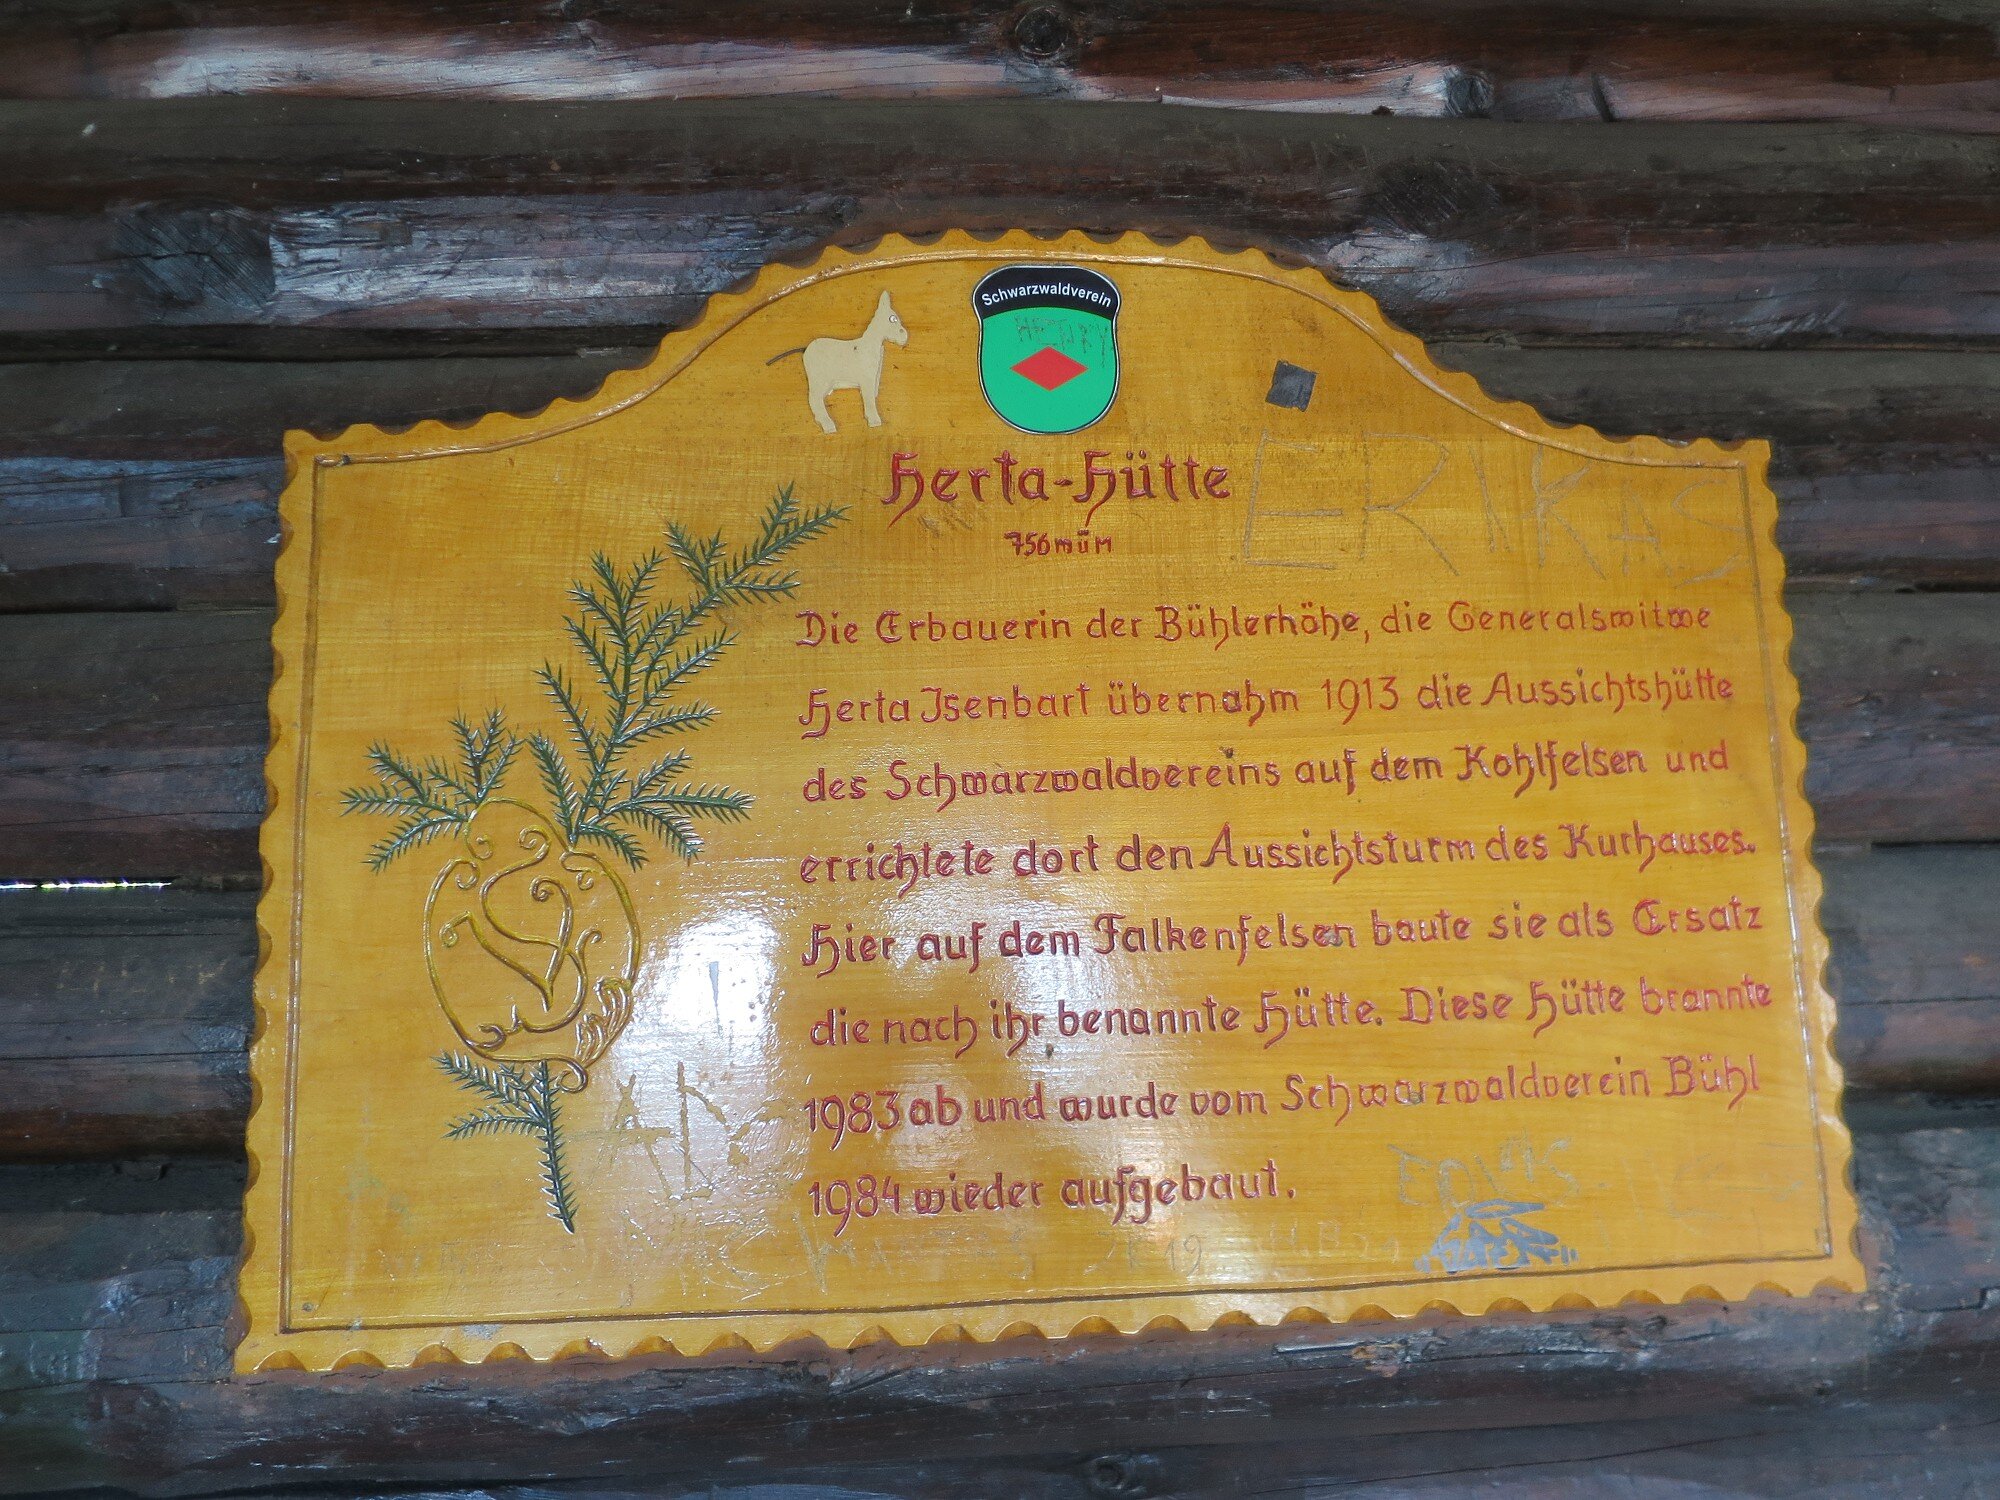 Schwarzwaldverein
Herta-Hütte
756müM
ERIKAS
Die Erbauerin der Bühlerhöhe, die Generalswitwe
Herta Isenbart übernahm 1913 die Aussichtshütte
des Schwarzwaldvereins auf dem Kohlfelsen und
errichtete dort den Aussichtsturm des Kurhauses.
Hier auf dem Falkenfelsen baute sie als Ersatz
die nach ihr benannte Hütte. Diese Hütte brannte
1983 ab und wurde vom Schwarzwaldverein Bühl
1984 wieder aufgebaut.